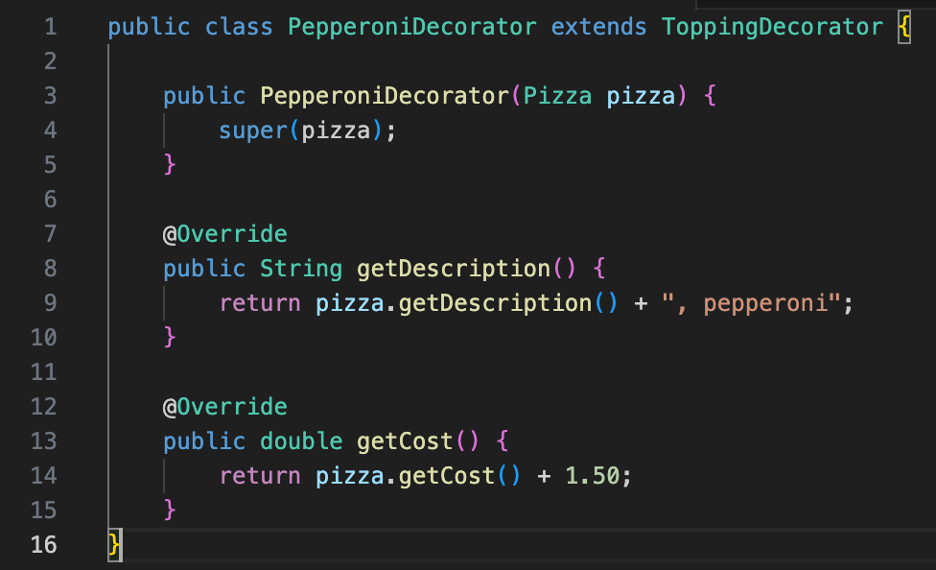 1 public class PepperoniDecorator extends ToppingDecorator {
2
3     public PepperoniDecorator(Pizza pizza) {
4         super(pizza);
5     }
6
7     @Override
8     public String getDescription() {
9         return pizza.getDescription() + ", pepperoni";
10     }
11
12     @Override
13     public double getCost() {
14         return pizza.getCost() + 1.50;
15     }
16 }